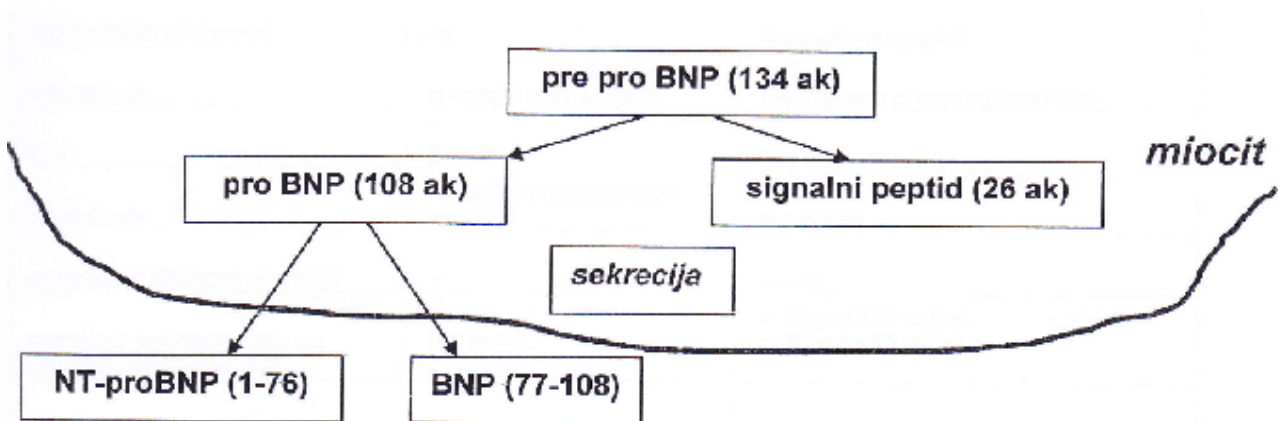 pre pro BNP (134 ak)
miocit
pro BNP (108 ak)
signalni peptid (26 ak)
sekrecija
NT-proBNP (1-76)
BNP (77-108)